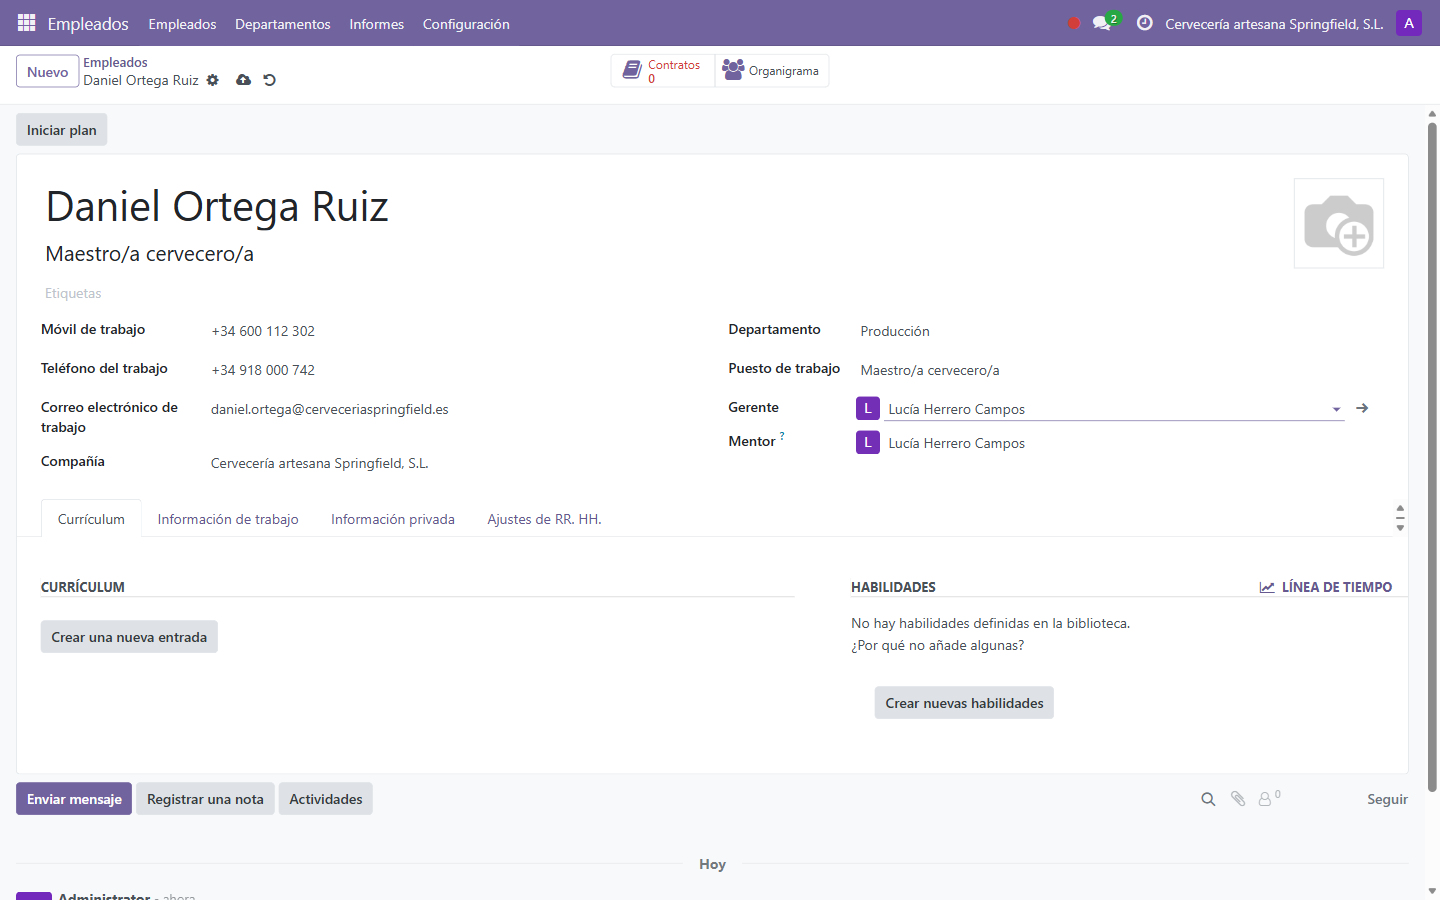 Empleados
Empleados
Departamentos
Informes
Configuración
2
Cervecería artesana Springfield, S.L.
A
Nuevo
Empleados
Daniel Ortega Ruiz
Contratos
0
Organigrama
Iniciar plan
Daniel Ortega Ruiz
Maestro/a cervecero/a
Etiquetas
Móvil de trabajo
+34 600 112 302
Teléfono del trabajo
+34 918 000 742
Correo electrónico de
trabajo
daniel.ortega@cerveceriaspringfield.es
Compañía
Cervecería artesana Springfield, S.L.
Departamento
Producción
Puesto de trabajo
Maestro/a cervecero/a
Gerente
L
Lucía Herrero Campos
Mentor ?
L
Lucía Herrero Campos
Currículum
Información de trabajo
Información privada
Ajustes de RR. HH.
CURRÍCULUM
Crear una nueva entrada
HABILIDADES
LÍNEA DE TIEMPO
No hay habilidades definidas en la biblioteca.
¿Por qué no añade algunas?
Crear nuevas habilidades
Enviar mensaje
Registrar una nota
Actividades
0
Seguir
Hoy
Administrator - ahora